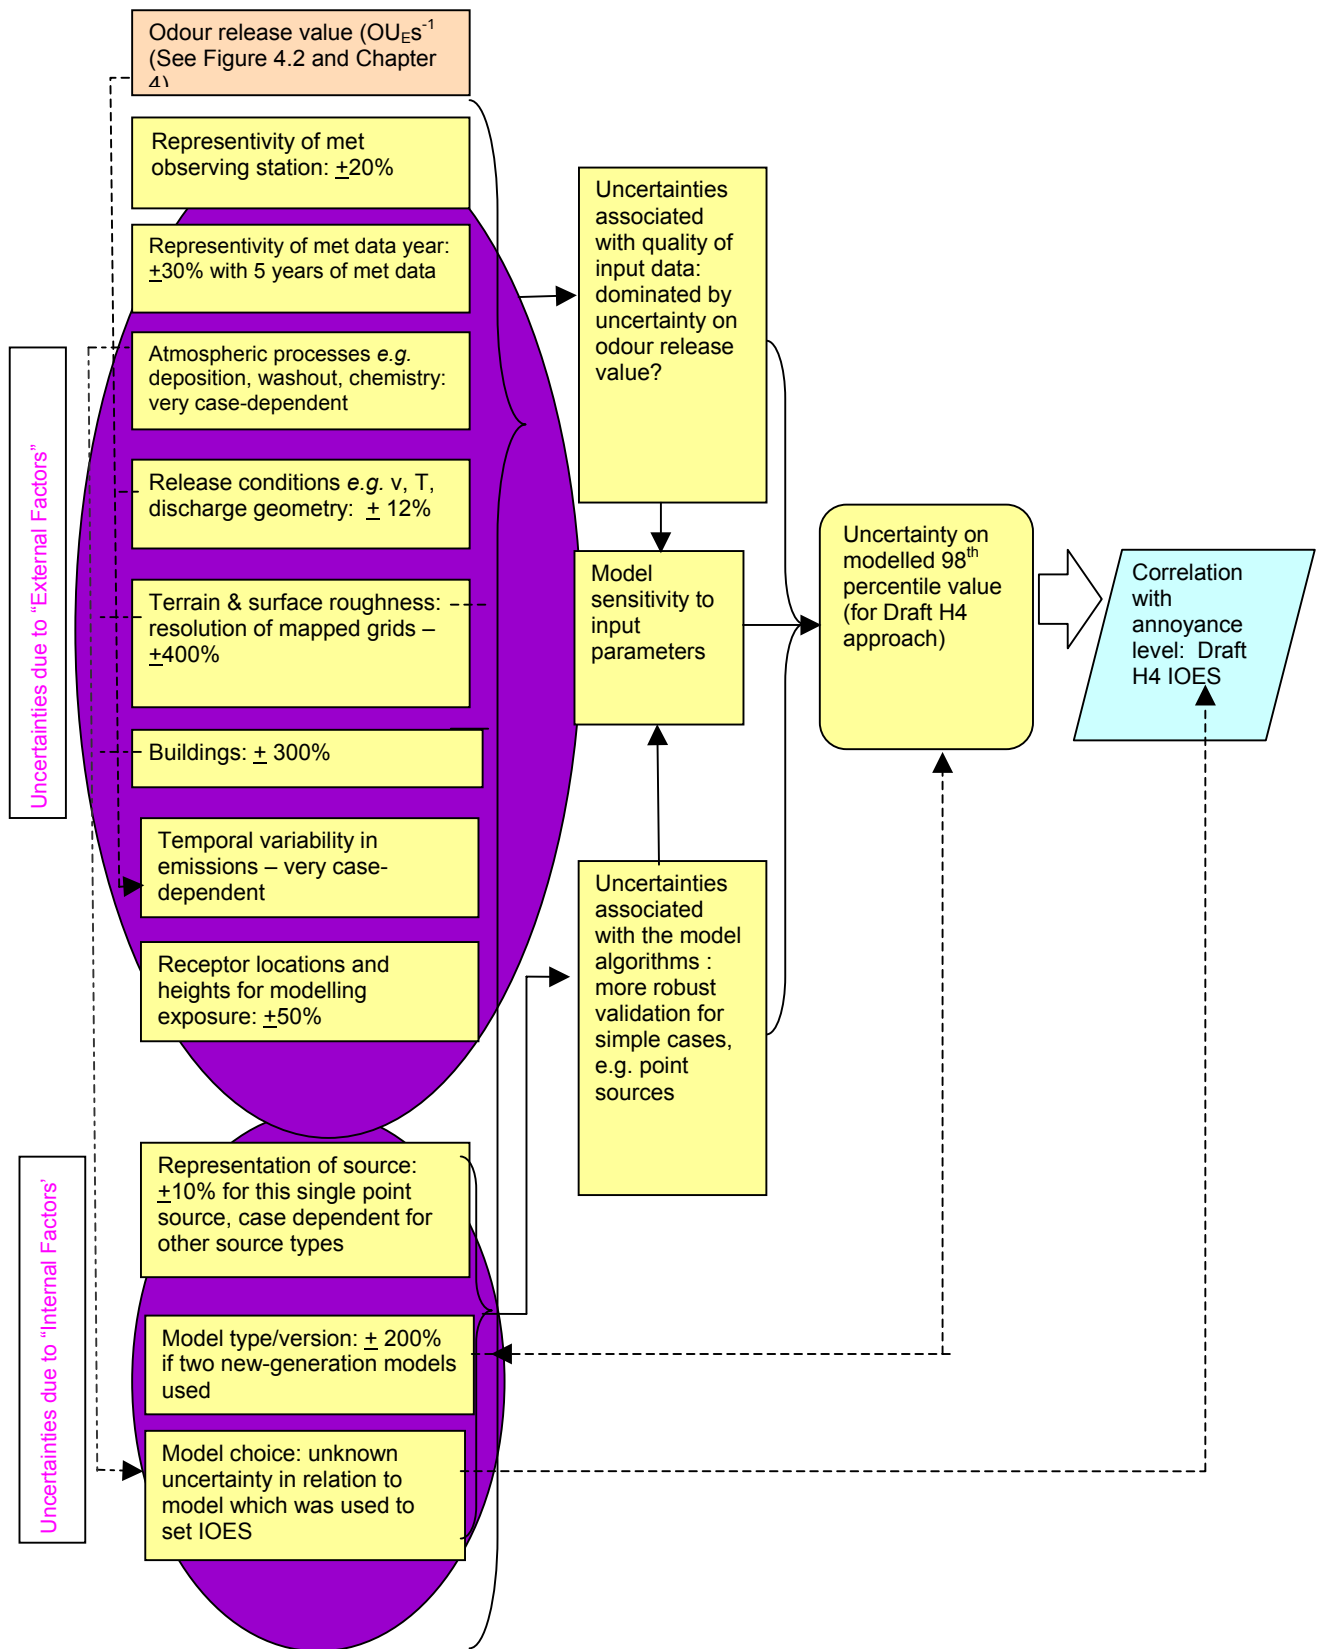 Odour release value (OUEs-1
(See Figure 4.2 and Chapter
4)
Representivity of met
observing station: +20%
Representivity of met data year:
+30% with 5 years of met data
Atmospheric processes e.g.
deposition, washout, chemistry:
very case-dependent
Release conditions e.g. v, T,
discharge geometry: + 12%
Terrain & surface roughness:
resolution of mapped grids –
+400%
Buildings: + 300%
Temporal variability in
emissions – very case-
dependent
Receptor locations and
heights for modelling
exposure: +50%
Uncertainties due to "External Factors"
Representation of source:
+10% for this single point
source, case dependent for
other source types
Model type/version: + 200%
if two new-generation models
used
Model choice: unknown
uncertainty in relation to
model which was used to
set IOES
Uncertainties due to "Internal Factors'
Uncertainties
associated
with quality of
input data:
dominated by
uncertainty on
odour release
value?
Model
sensitivity to
input
parameters
Uncertainties
associated
with the model
algorithms :
more robust
validation for
simple cases,
e.g. point
sources
Uncertainty on
modelled 98th
percentile value
(for Draft H4
approach)
Correlation
with
annoyance
level: Draft
H4 IOES